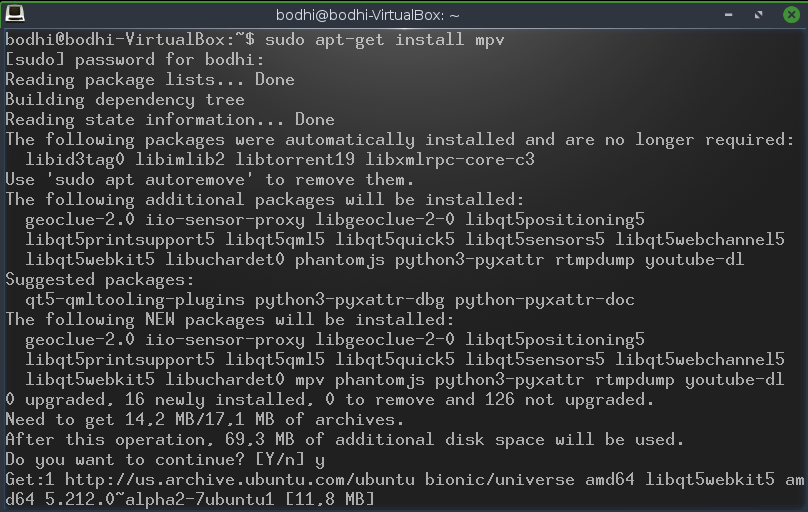 bodhi@bodhi-VirtualBox: ~
bodhi@bodhi-VirtualBox:~$ sudo apt-get install mpv
[sudo] password for bodhi:
Reading package lists... Done
Building dependency tree
Reading state information... Done
The following packages were automatically installed and are no longer required:
  libid3tag0 libimlib2 libtorrent19 libxmlrpc-core-c3
Use 'sudo apt autoremove' to remove them.
The following additional packages will be installed:
  geoclue-2.0 iio-sensor-proxy libgeoclue-2-0 libqt5positioning5
  libqt5printsupport5 libqt5qml5 libqt5quick5 libqt5sensors5 libqt5webchannel5
  libqt5webkit5 libuchardet0 phantomjs python3-pyxattr rtmpdump youtube-dl
Suggested packages:
  qt5-qmltooling-plugins python3-pyxattr-dbg python-pyxattr-doc
The following NEW packages will be installed:
  geoclue-2.0 iio-sensor-proxy libgeoclue-2-0 libqt5positioning5
  libqt5printsupport5 libqt5qml5 libqt5quick5 libqt5sensors5 libqt5webchannel5
  libqt5webkit5 libuchardet0 mpv phantomjs python3-pyxattr rtmpdump youtube-dl
0 upgraded, 16 newly installed, 0 to remove and 126 not upgraded.
Need to get 14,2 MB/17,1 MB of archives.
After this operation, 69,3 MB of additional disk space will be used.
Do you want to continue? [Y/n] y
Get:1 http://us.archive.ubuntu.com/ubuntu bionic/universe amd64 libqt5webkit5 am
d64 5.212.0~alpha2-7ubuntu1 [11,8 MB]